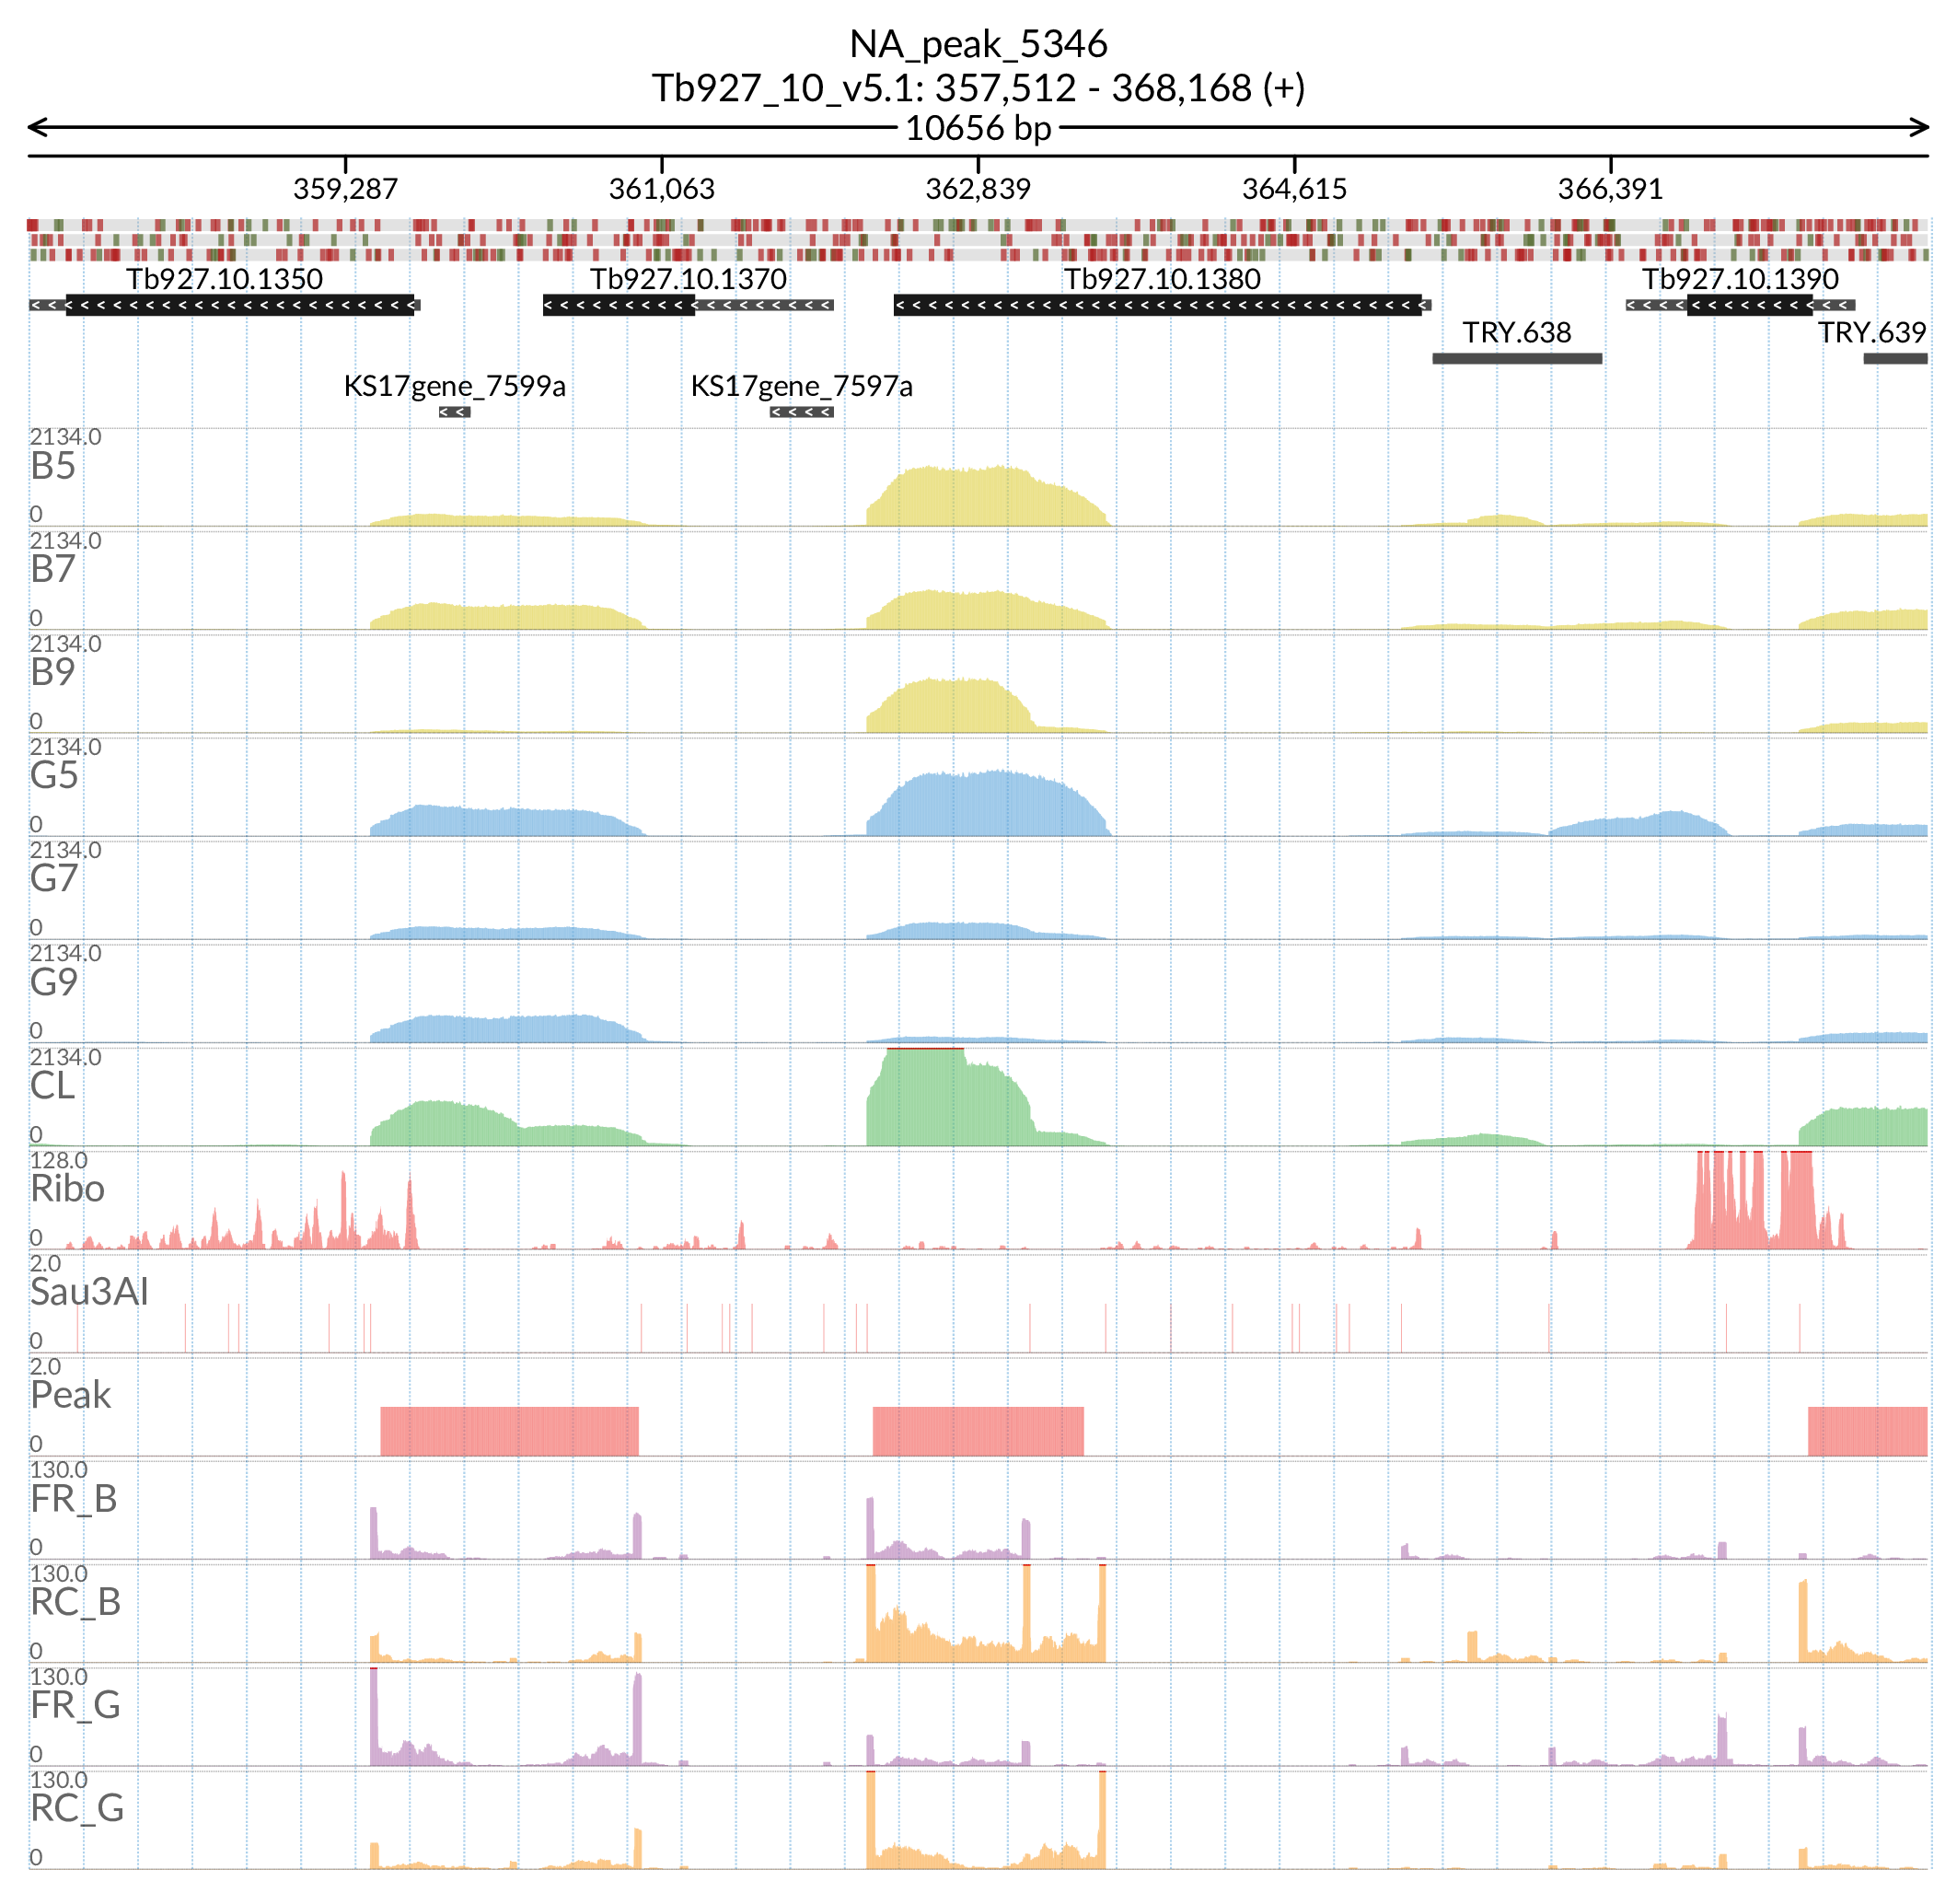 NA_peak_5346
Tb927_10_v5.1: 357,512 - 368,168 (+)
10656 bp
359,287 361,063 362,839 364,615 366,391
Tb927.10.1350 Tb927.10.1370 Tb927.10.1380 Tb927.10.1390
TRY.638 TRY.639
KS17gene_7599a KS17gene_7597a
2134.0
B5
0
2134.0
B7
0
2134.0
B9
0
2134.0
G5
0
2134.0
G7
0
2134.0
G9
0
2134.0
CL
0
128.0
Ribo
0
2.0
Sau3AI
0
2.0
Peak
0
130.0
FR_B
0
130.0
RC_B
0
130.0
FR_G
0
130.0
RC_G
0